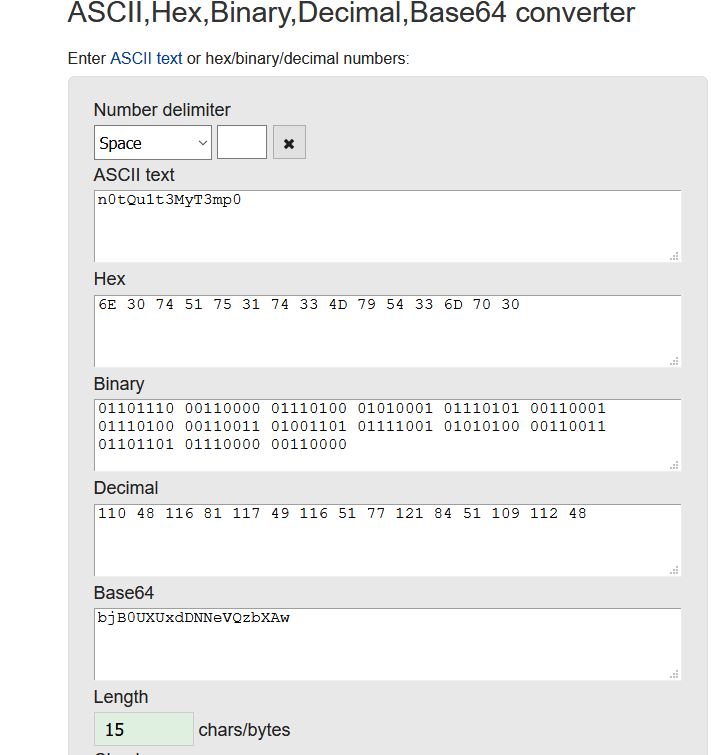 ASCII,Hex,Binary,Decimal,Base64 converter
Enter ASCII text or hex/binary/decimal numbers:
Number delimiter
Space
ASCII text
n0tQu1t3MyT3mp0
Hex
6E 30 74 51 75 31 74 33 4D 79 54 33 6D 70 30
Binary
01101110 00110000 01110100 01010001 01110101 00110001
01110100 00110011 01001101 01111001 01010100 00110011
01101101 01110000 00110000
Decimal
110 48 116 81 117 49 116 51 77 121 84 51 109 112 48
Base64
bjB0UXUxdDNNeVQzbXAw
Length
15 chars/bytes